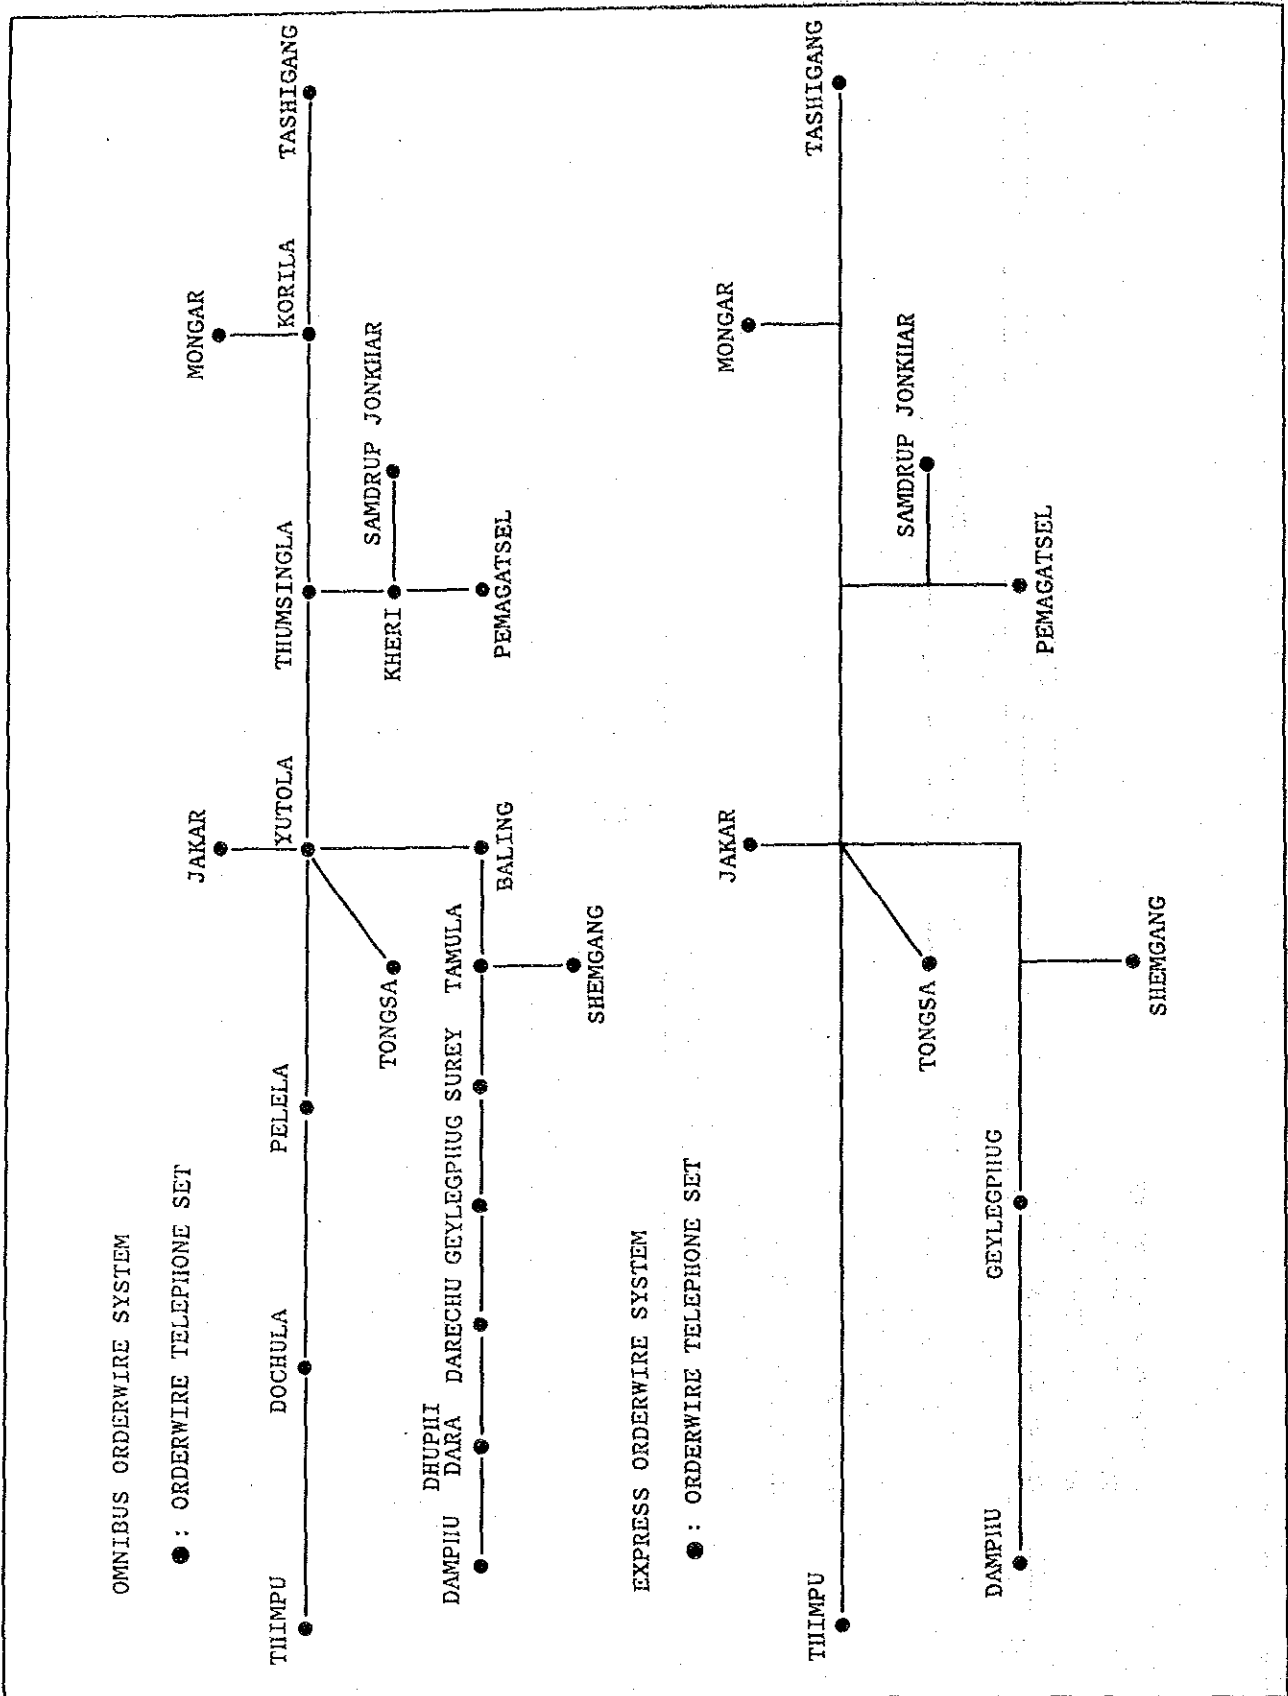 OMNIBUS ORDERWIRE SYSTEM
● : ORDERWIRE TELEPHONE SET
JAKAR
MONGAR
THIMPU
DOCHULA
PELELA
YUTOLA
THUMSINGLA
KORILA
TASHIGANG
TONGSA
KHERI
SAMDRUP JONKHAR
DAMPHU
DHUPHI
DARA
DARECHU
GEYLEGPHUG
SUREY
TAMULA
BALING
PEMAGATSEL
SHEMGANG
EXPRESS ORDERWIRE SYSTEM
● : ORDERWIRE TELEPHONE SET
JAKAR
MONGAR
THIMPU
TASHIGANG
TONGSA
SAMDRUP JONKHAR
DAMPHU
GEYLEGPHUG
PEMAGATSEL
SHEMGANG